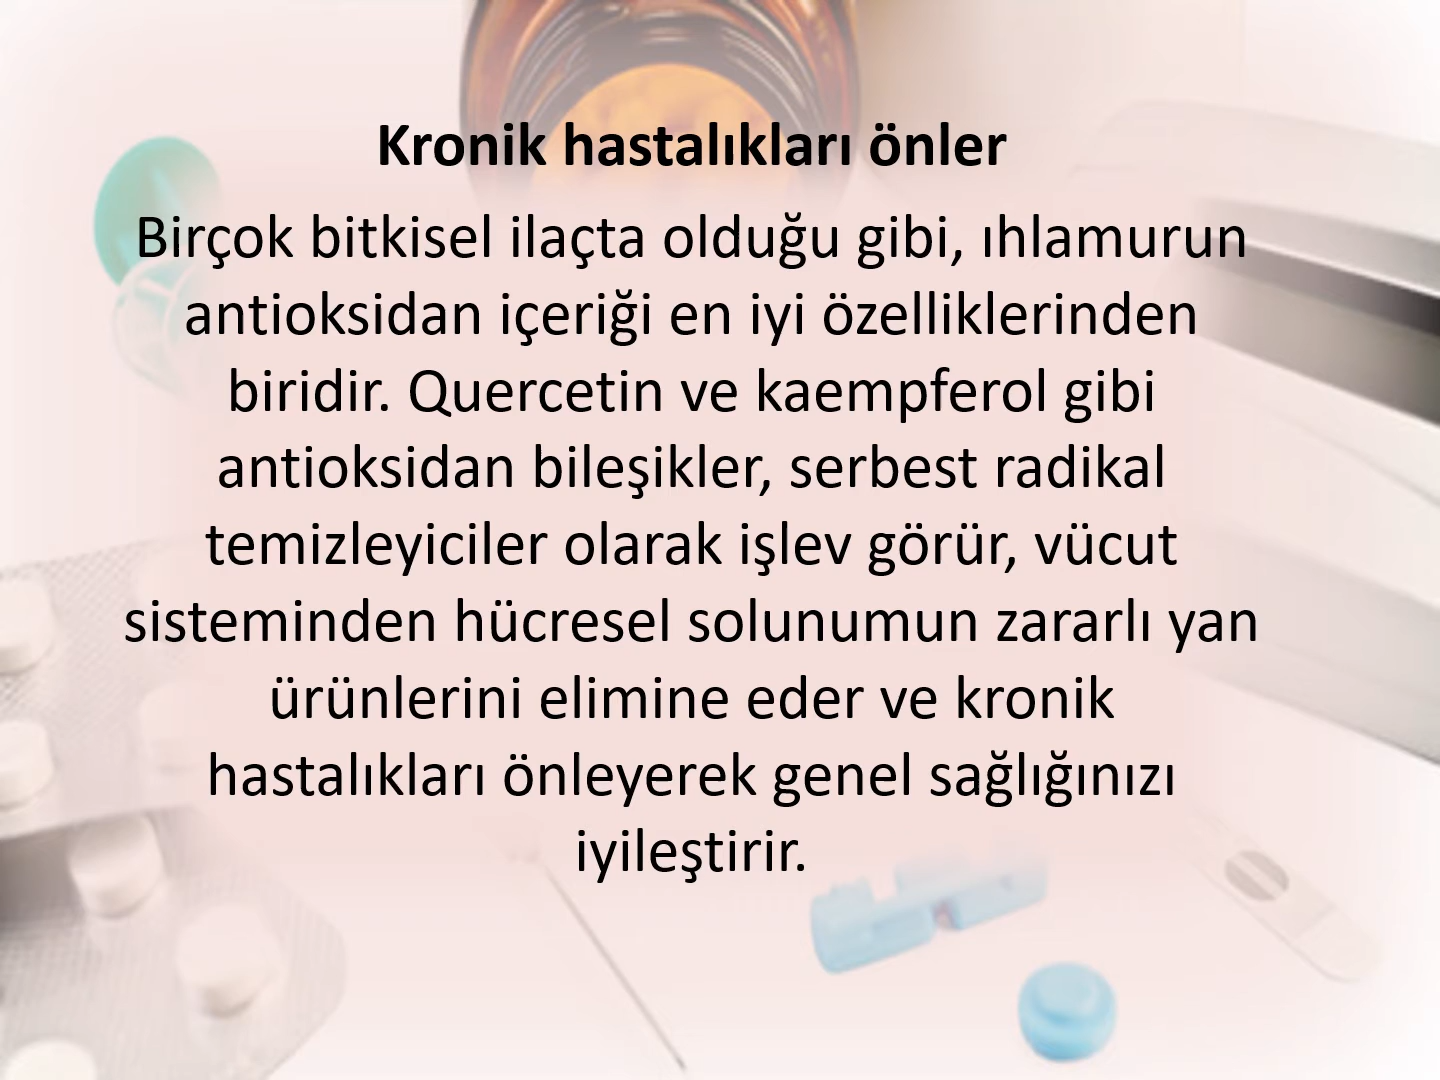 Kronik hastalıkları önler
Birçok bitkisel ilaçta olduğu gibi, ıhlamurun
antioksidan içeriği en iyi özelliklerinden
biridir. Quercetin ve kaempferol gibi
antioksidan bileşikler, serbest radikal
temizleyiciler olarak işlev görür, vücut
sisteminden hücresel solunumun zararlı yan
ürünlerini elimine eder ve kronik
hastalıkları önleyerek genel sağlığınızı
iyileştirir.